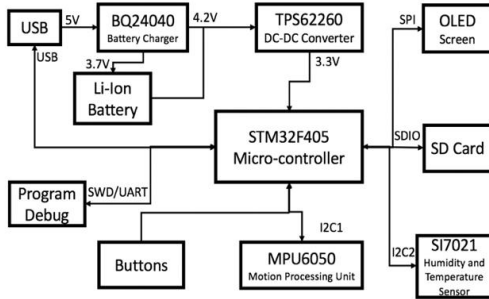 USB
5V
BQ24040
Battery Charger
4.2V
TPS62260
DC-DC Converter
SPI
OLED
Screen
USB
3.7V
Li-Ion
Battery
3.3V
STM32F405
Micro-controller
SDIO
SD Card
Program
Debug
SWD/UART
Buttons
I2C1
MPU6050
Motion Processing Unit
I2C2
SI7021
Humidity and
Temperature
Sensor